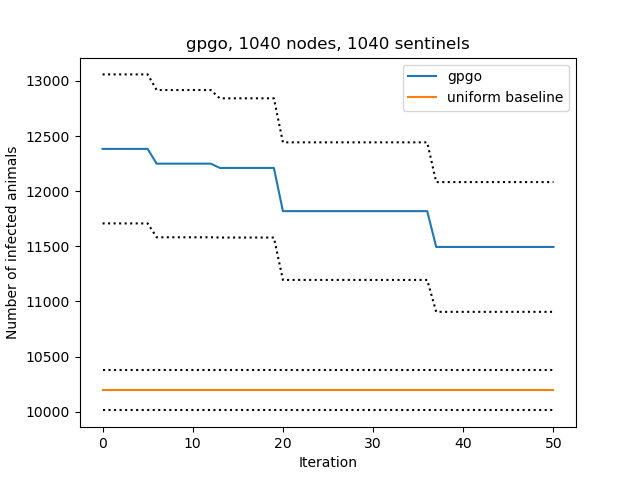 gpgo, 1040 nodes, 1040 sentinels
gpgo
uniform baseline
Number of infected animals
13000
12500
12000
11500
11000
10500
10000
0 10 20 30 40 50
Iteration